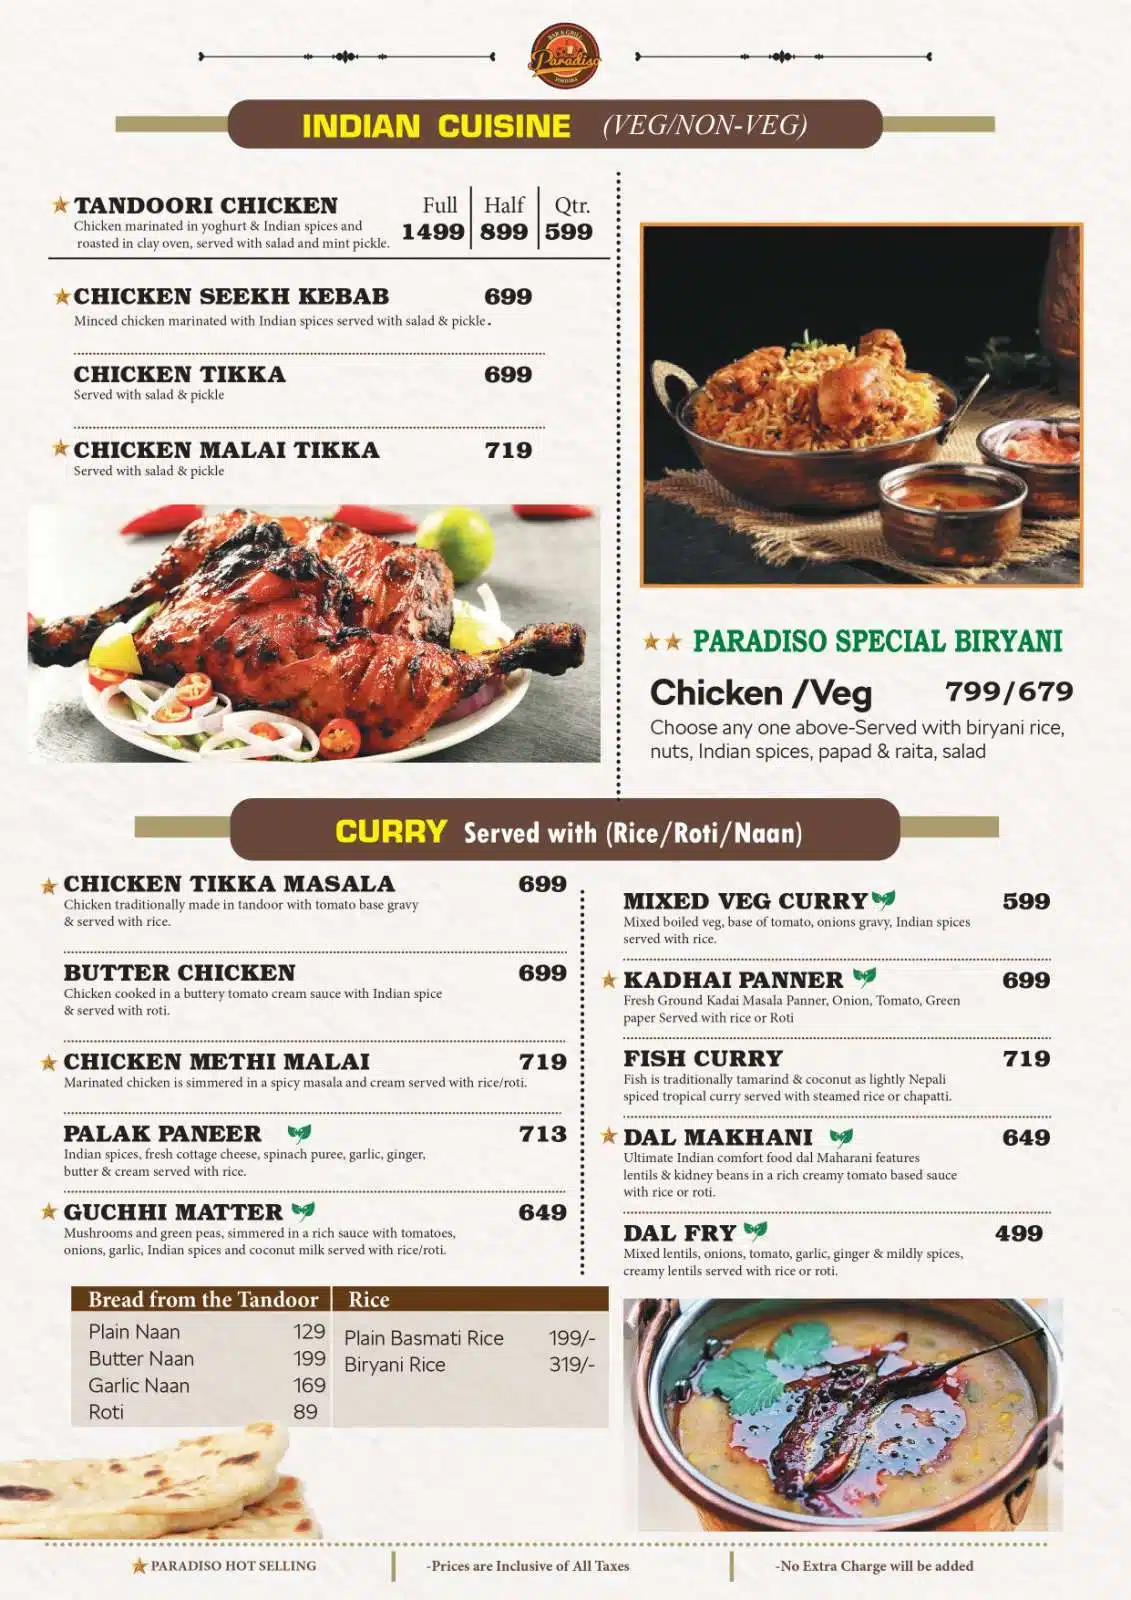 BAR & GRILL
Paradiso
INDIAN CUISINE (VEG/NON-VEG)
TANDOORI CHICKEN
Chicken marinated in yoghurt & Indian spices and
roasted in clay oven, served with salad and mint pickle.
Full Half Qtr.
1499 899 599
CHICKEN SEEKH KEBAB 699
Minced chicken marinated with Indian spices served with salad & pickle.
CHICKEN TIKKA 699
Served with salad & pickle
CHICKEN MALAI TIKKA 719
Served with salad & pickle
PARADISO SPECIAL BIRYANI
Chicken /Veg 799/679
Choose any one above-Served with biryani rice,
nuts, Indian spices, papad & raita, salad
CURRY Served with (Rice/Roti/Naan)
CHICKEN TIKKA MASALA 699
Chicken traditionally made in tandoor with tomato base gravy
& served with rice.
BUTTER CHICKEN 699
Chicken cooked in a buttery tomato cream sauce with Indian spice
& served with roti.
CHICKEN METHI MALAI 719
Marinated chicken is simmered in a spicy masala and cream served with rice/roti.
PALAK PANEER 713
Indian spices, fresh cottage cheese, spinach puree, garlic, ginger,
butter & cream served with rice.
GUCHHI MATTER 649
Mushrooms and green peas, simmered in a rich sauce with tomatoes,
onions, garlic, Indian spices and coconut milk served with rice/roti.
MIXED VEG CURRY 599
Mixed boiled veg, base of tomato, onions gravy, Indian spices
served with rice.
KADHAI PANNER 699
Fresh Ground Kadai Masala Panner, Onion, Tomato, Green
paper Served with rice or Roti
FISH CURRY 719
Fish is traditionally tamarind & coconut as lightly Nepali
spiced tropical curry served with steamed rice or chapatti.
DAL MAKHANI 649
Ultimate Indian comfort food dal Maharani features
lentils & kidney beans in a rich creamy tomato based sauce
with rice or roti.
DAL FRY 499
Mixed lentils, onions, tomato, garlic, ginger & mildly spices,
creamy lentils served with rice or roti.
Bread from the Tandoor
Plain Naan 129
Butter Naan 199
Garlic Naan 169
Roti 89
Rice
Plain Basmati Rice 199/-
Biryani Rice 319/-
PARADISO HOT SELLING
-Prices are Inclusive of All Taxes
-No Extra Charge will be added